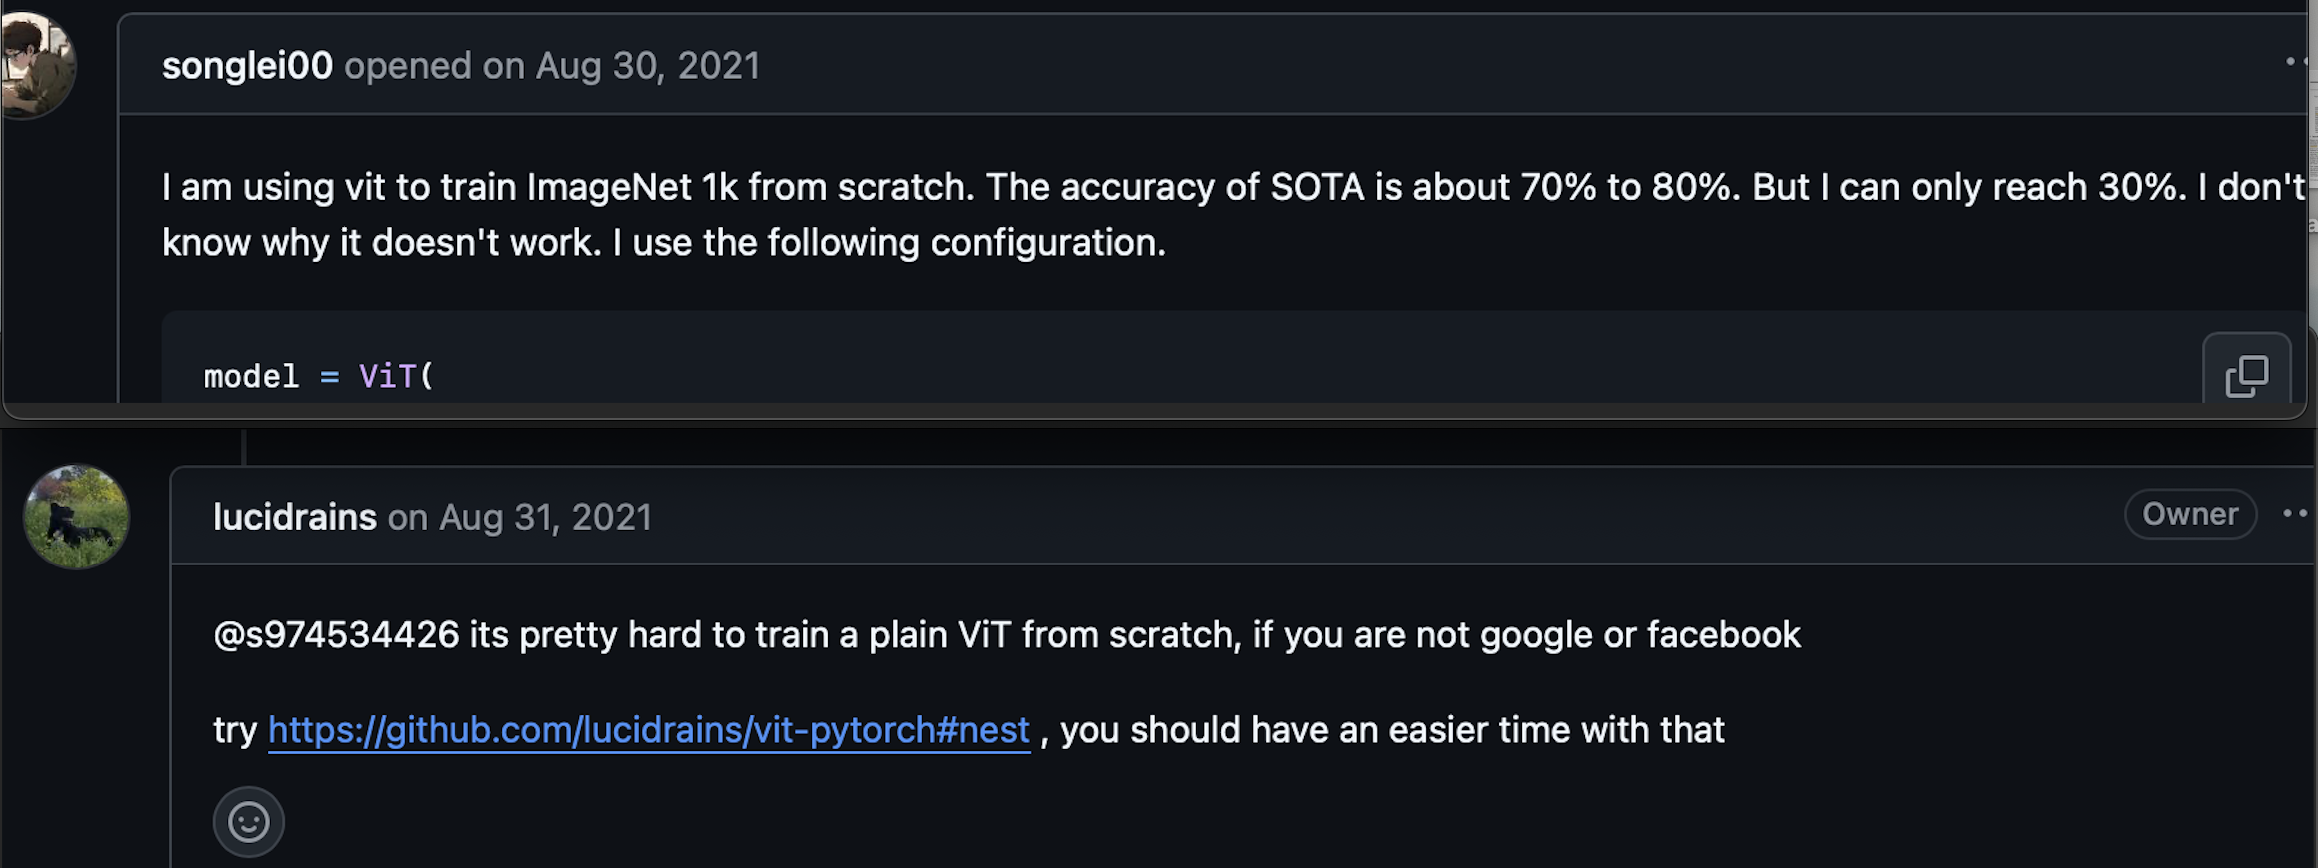 songlei00 opened on Aug 30, 2021
I am using vit to train ImageNet 1k from scratch. The accuracy of SOTA is about 70% to 80%. But I can only reach 30%. I don't
know why it doesn't work. I use the following configuration.
model = ViT(
lucidrains on Aug 31, 2021
Owner
@s974534426 its pretty hard to train a plain ViT from scratch, if you are not google or facebook
try https://github.com/lucidrains/vit-pytorch#nest , you should have an easier time with that